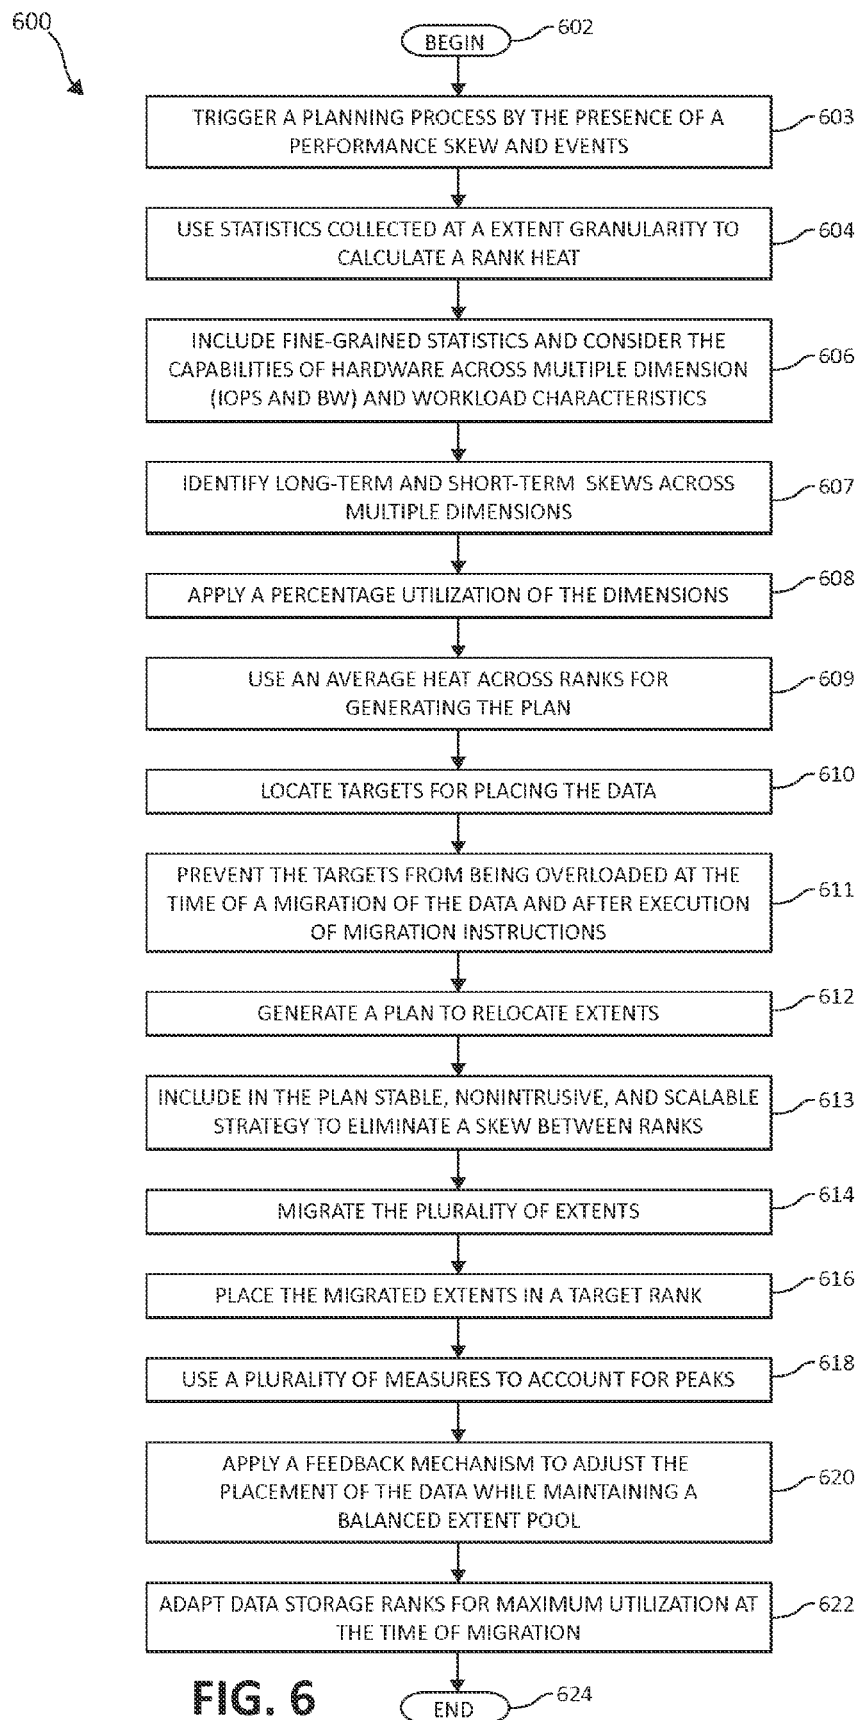 600
BEGIN
602
TRIGGER A PLANNING PROCESS BY THE PRESENCE OF A
PERFORMANCE SKEW AND EVENTS
603
USE STATISTICS COLLECTED AT A EXTENT GRANULARITY TO
CALCULATE A RANK HEAT
604
INCLUDE FINE-GRAINED STATISTICS AND CONSIDER THE
CAPABILITIES OF HARDWARE ACROSS MULTIPLE DIMENSION
(IOPS AND BW) AND WORKLOAD CHARACTERISTICS
606
IDENTIFY LONG-TERM AND SHORT-TERM SKEWS ACROSS
MULTIPLE DIMENSIONS
607
APPLY A PERCENTAGE UTILIZATION OF THE DIMENSIONS
608
USE AN AVERAGE HEAT ACROSS RANKS FOR
GENERATING THE PLAN
609
LOCATE TARGETS FOR PLACING THE DATA
610
PREVENT THE TARGETS FROM BEING OVERLOADED AT THE
TIME OF A MIGRATION OF THE DATA AND AFTER EXECUTION
OF MIGRATION INSTRUCTIONS
611
GENERATE A PLAN TO RELOCATE EXTENTS
612
INCLUDE IN THE PLAN STABLE, NONINTRUSIVE, AND SCALABLE
STRATEGY TO ELIMINATE A SKEW BETWEEN RANKS
613
MIGRATE THE PLURALITY OF EXTENTS
614
PLACE THE MIGRATED EXTENTS IN A TARGET RANK
616
USE A PLURALITY OF MEASURES TO ACCOUNT FOR PEAKS
618
APPLY A FEEDBACK MECHANISM TO ADJUST THE
PLACEMENT OF THE DATA WHILE MAINTAINING A
BALANCED EXTENT POOL
620
ADAPT DATA STORAGE RANKS FOR MAXIMUM UTILIZATION AT
THE TIME OF MIGRATION
622
END
624
FIG. 6